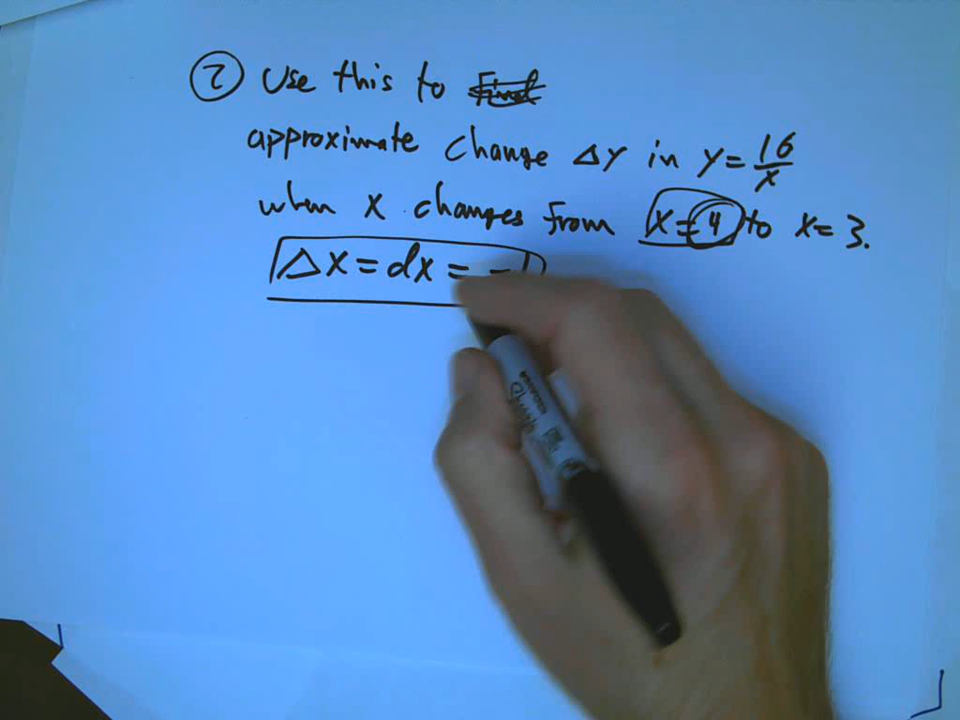 ② Use this to
approximate change Δy in y = 16/x
when x changes from x = 4 to x = 3.
Δx = dx = -1